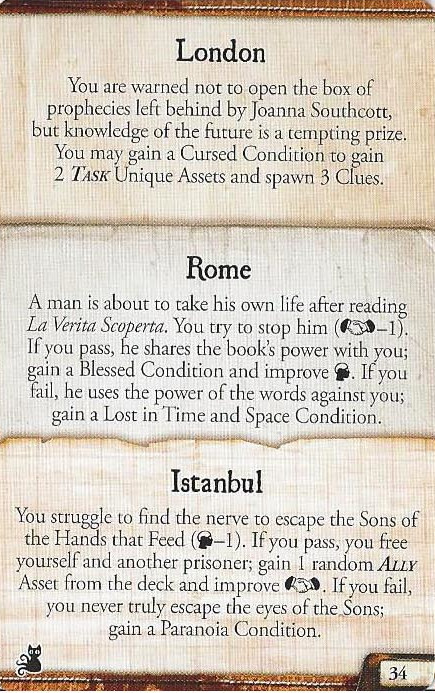 London
You are warned not to open the box of
prophecies left behind by Joanna Southcott,
but knowledge of the future is a tempting prize.
You may gain a Cursed Condition to gain
2 TASK Unique Assets and spawn 3 Clues.
Rome
A man is about to take his own life after reading
La Verita Scoperta. You try to stop him (–1).
If you pass, he shares the book's power with you;
gain a Blessed Condition and improve . If you
fail, he uses the power of the words against you;
gain a Lost in Time and Space Condition.
Istanbul
You struggle to find the nerve to escape the Sons of
the Hands that Feed (–1). If you pass, you free
yourself and another prisoner; gain 1 random ALLY
Asset from the deck and improve . If you fail,
you never truly escape the eyes of the Sons;
gain a Paranoia Condition.
34